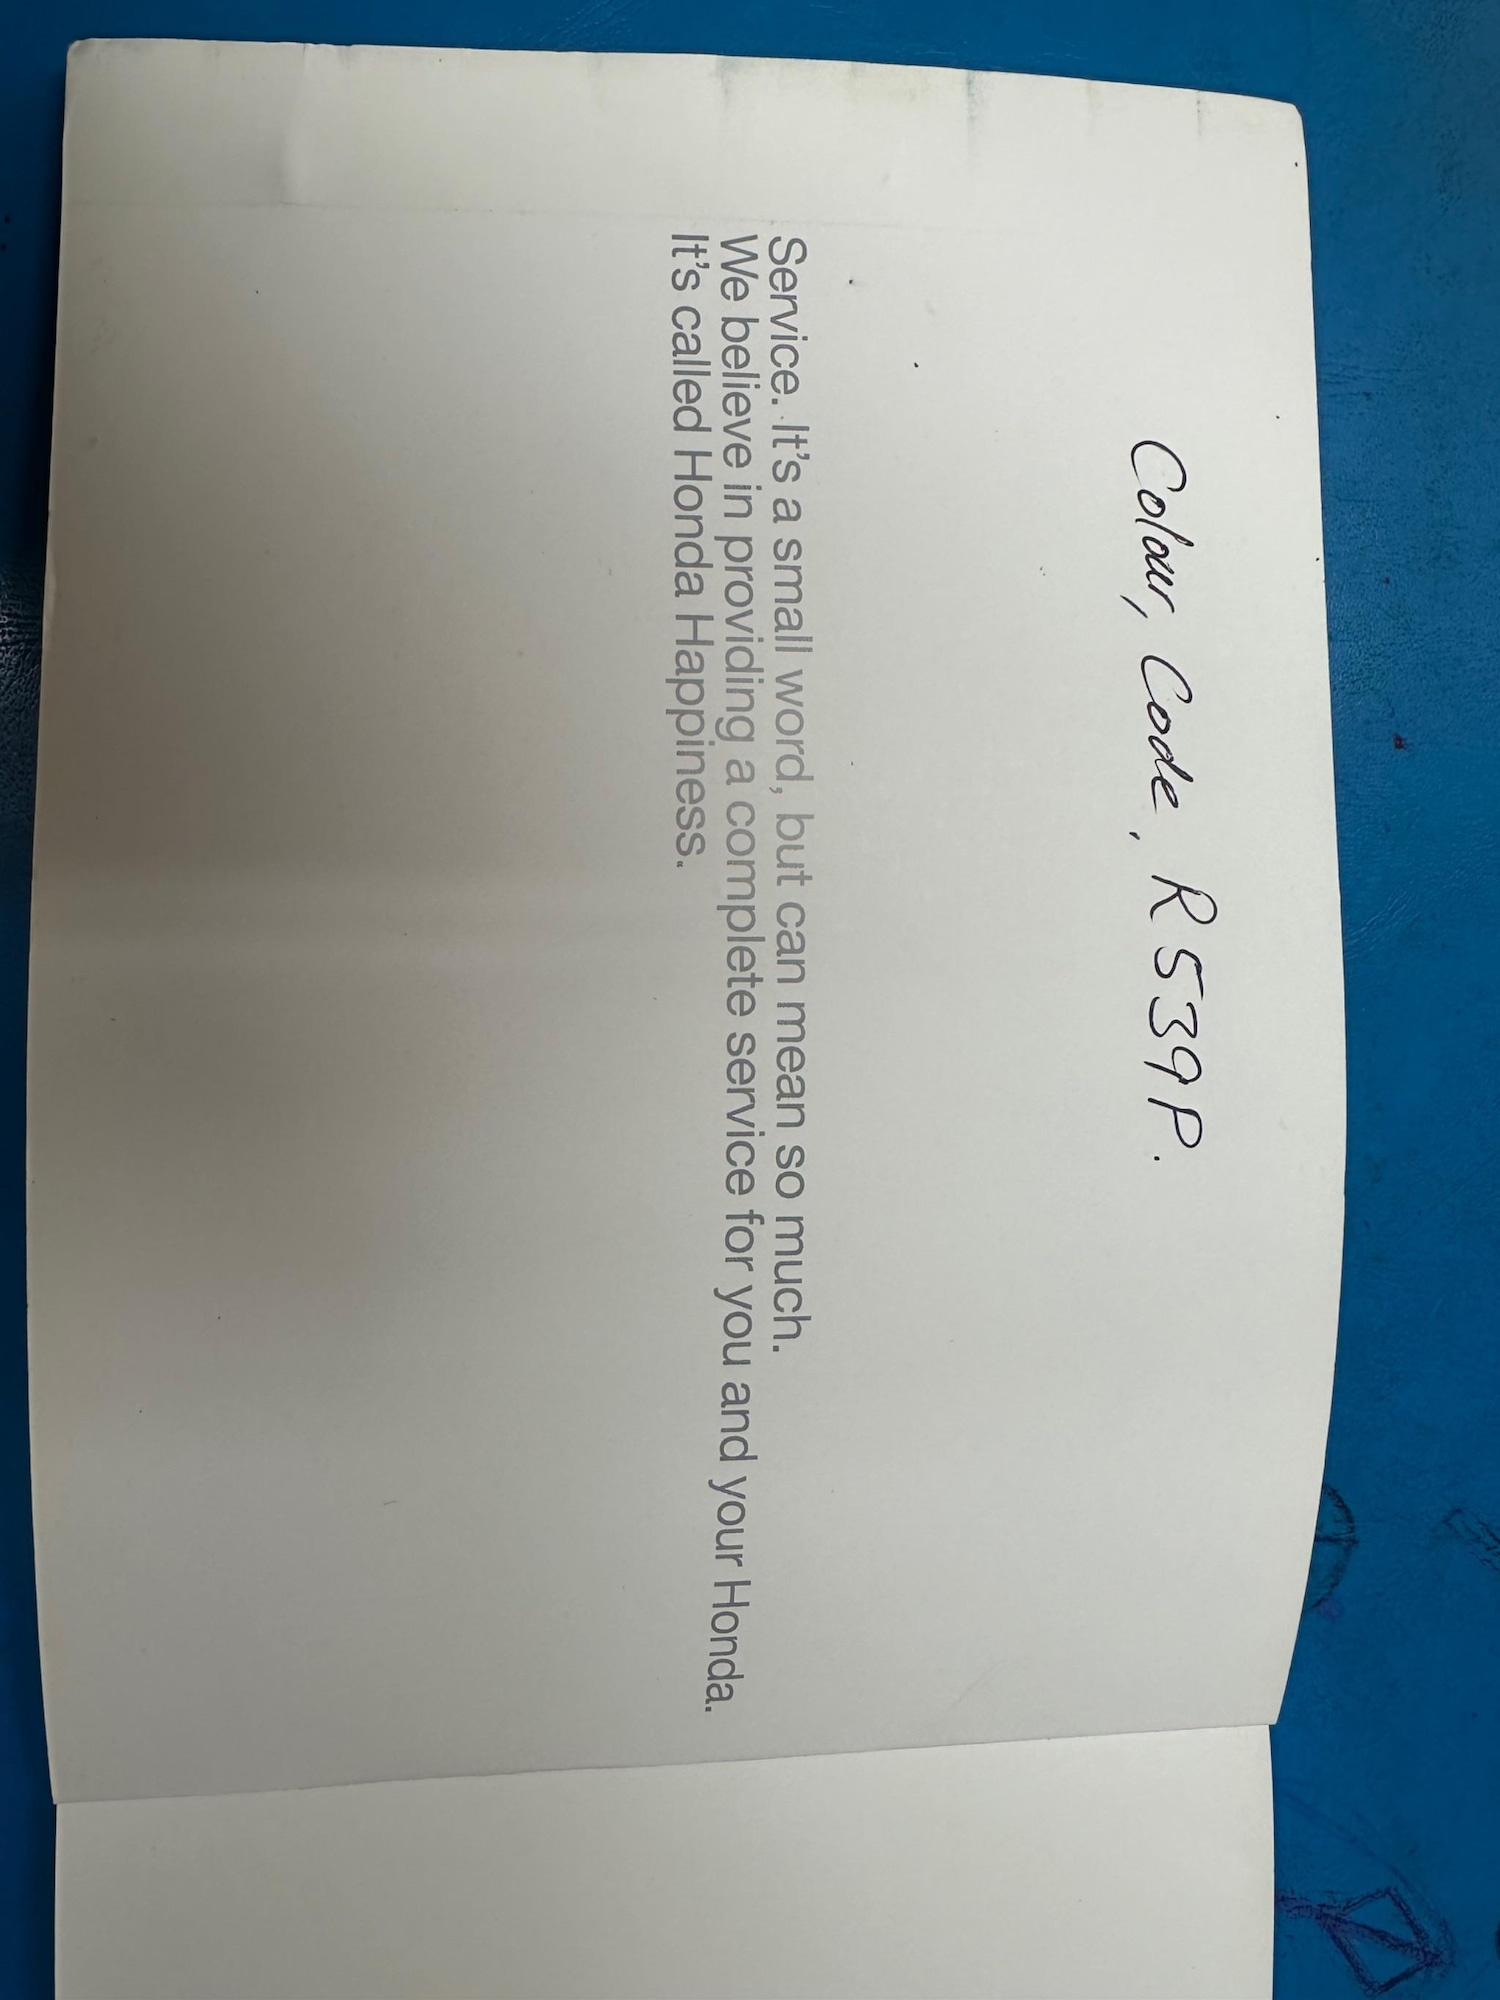 Colour, Code, R539P.
Service. It's a small word, but can mean so much.
We believe in providing a complete service for you and your Honda.
It's called Honda Happiness.